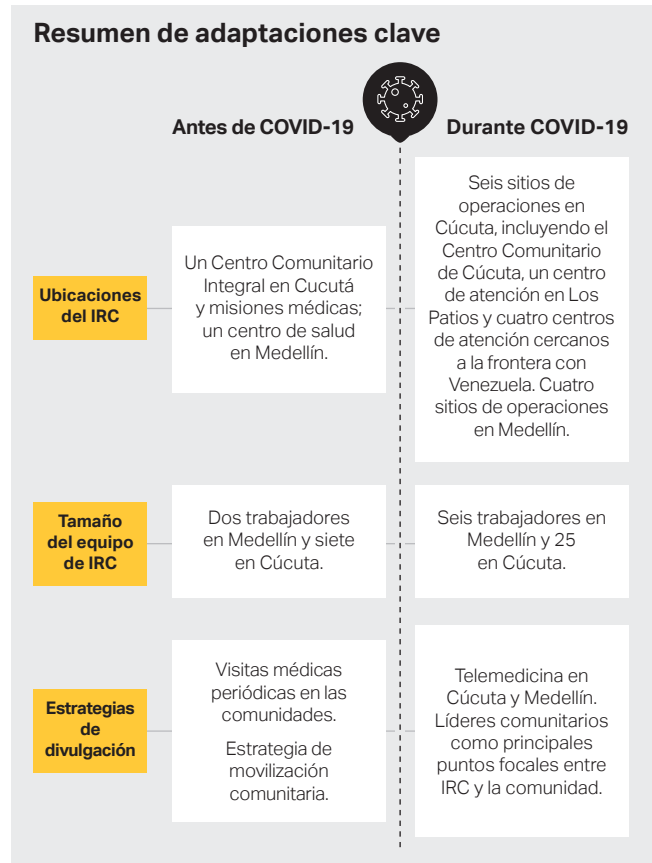 Resumen de adaptaciones clave
Antes de COVID-19
Durante COVID-19
Ubicaciones
del IRC
Un Centro Comunitario
Integral en Cucutá
y misiones médicas;
un centro de salud
en Medellín.
Seis sitios de
operaciones en
Cúcuta, incluyendo el
Centro Comunitario
de Cúcuta, un centro
de atención en Los
Patios y cuatro centros
de atención cercanos
a la frontera con
Venezuela. Cuatro
sitios de operaciones
en Medellín.
Tamaño
del equipo
de IRC
Dos trabajadores
en Medellín y siete
en Cúcuta.
Seis trabajadores en
Medellín y 25
en Cúcuta.
Estrategias
de
divulgación
Visitas médicas
periódicas en las
comunidades.
Estrategia de
movilización
comunitaria.
Telemedicina en
Cúcuta y Medellín.
Líderes comunitarios
como principales
puntos focales entre
IRC y la comunidad.